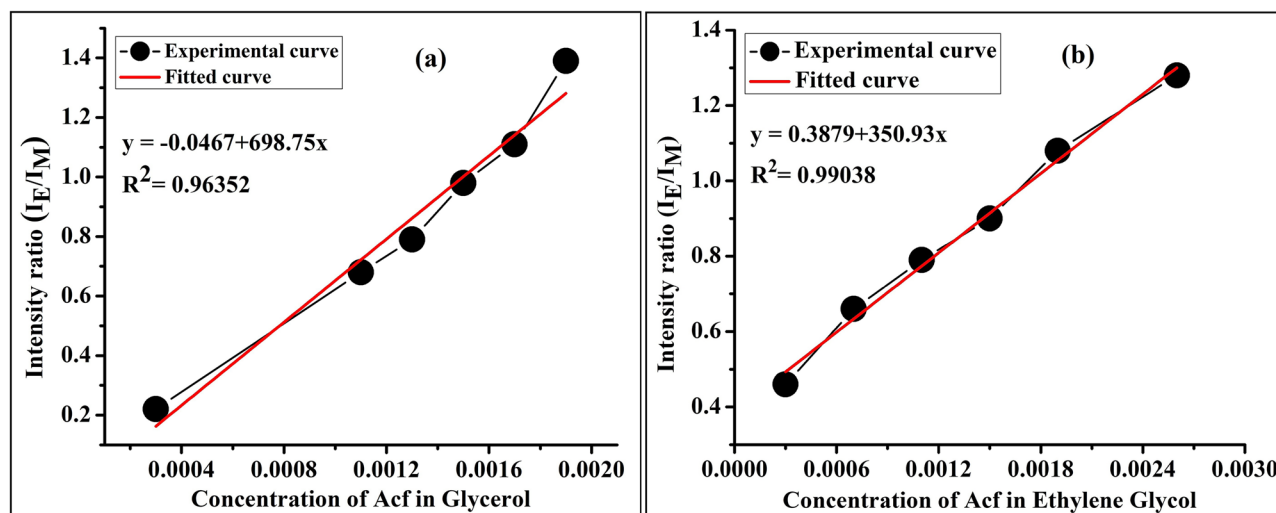 (a)
Experimental curve
Fitted curve
y = -0.0467+698.75x
R²= 0.96352
Intensity ratio (I_E/I_M)
1.4
1.2
1.0
0.8
0.6
0.4
0.2
0.0004 0.0008 0.0012 0.0016 0.0020
Concentration of Acf in Glycerol
(b)
Experimental curve
Fitted curve
y = 0.3879+350.93x
R²= 0.99038
Intensity ratio (I_E/I_M)
1.4
1.2
1.0
0.8
0.6
0.4
0.0000 0.0006 0.0012 0.0018 0.0024 0.0030
Concentration of Acf in Ethylene Glycol